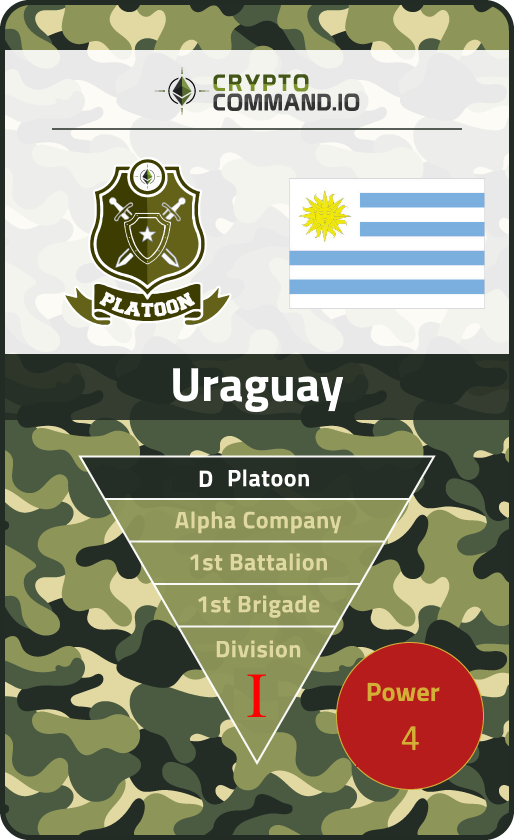 CRYPTO
COMMAND.IO
PLATOON
Uraguay
D Platoon
Alpha Company
1st Battalion
1st Brigade
Division
I
Power
4